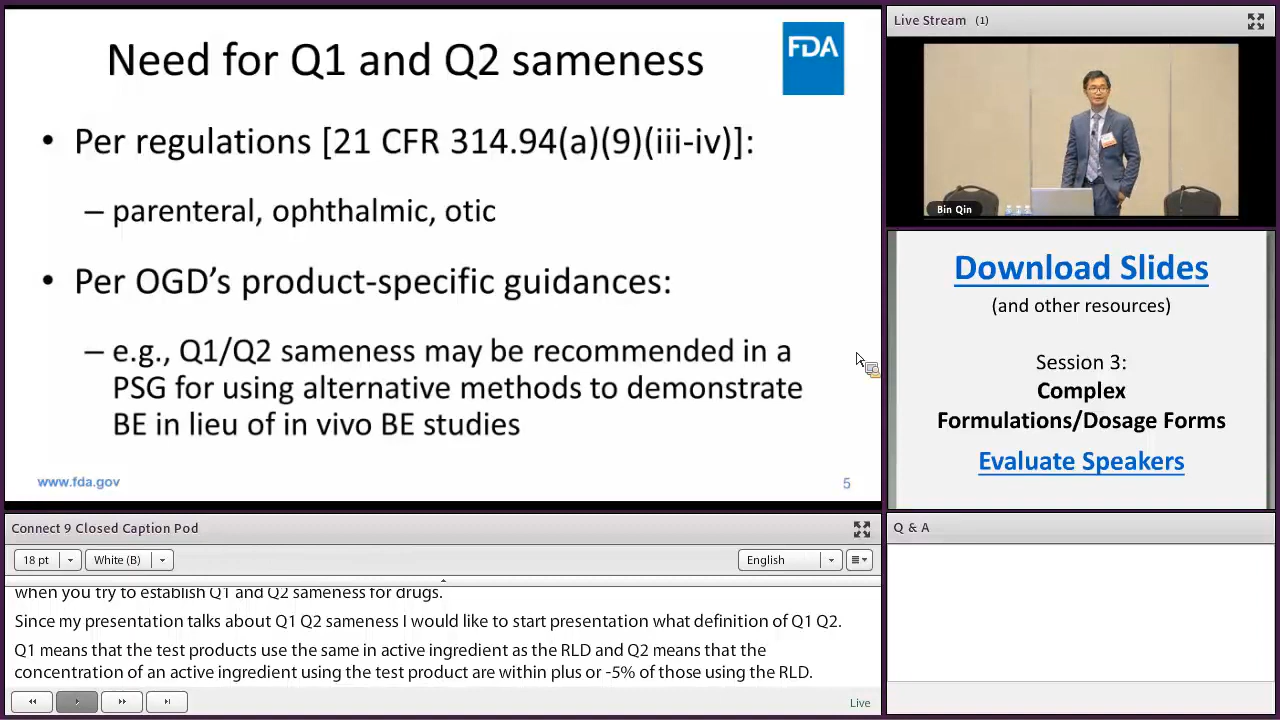 Need for Q1 and Q2 sameness
FDA
• Per regulations [21 CFR 314.94(a)(9)(iii-iv)]:
– parenteral, ophthalmic, otic
• Per OGD’s product-specific guidances:
– e.g., Q1/Q2 sameness may be recommended in a
PSG for using alternative methods to demonstrate
BE in lieu of in vivo BE studies
www.fda.gov
5
Live Stream (1)
Bin Qin
Download Slides
(and other resources)
Session 3:
Complex
Formulations/Dosage Forms
Evaluate Speakers
Connect 9 Closed Caption Pod
18 pt
White (B)
English
when you try to establish Q1 and Q2 sameness for drugs.
Since my presentation talks about Q1 Q2 sameness I would like to start presentation what definition of Q1 Q2.
Q1 means that the test products use the same in active ingredient as the RLD and Q2 means that the
concentration of an active ingredient using the test product are within plus or -5% of those using the RLD.
Live
Q & A